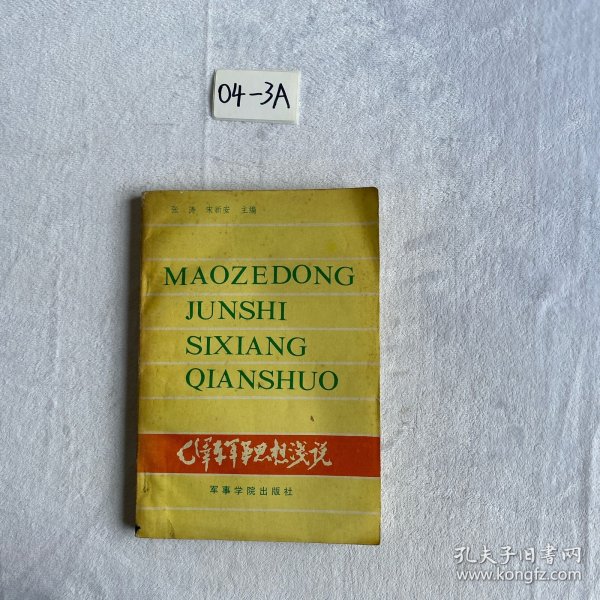 04-3A
张涛 宋新安 主编
MAOZEDONG
JUNSHI
SIXIANG
QIANSHUO
毛泽东军事思想浅说
军事学院出版社
孔夫子旧书网
www.kongfz.com